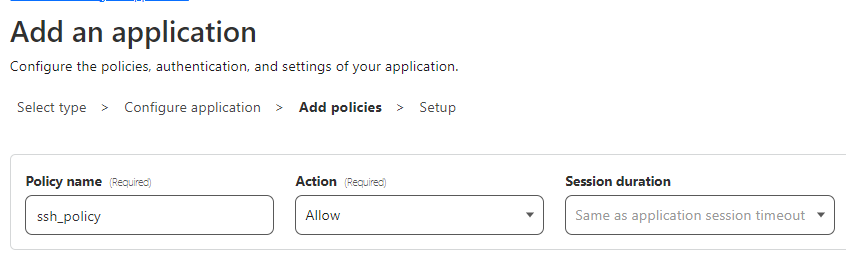 Add an application
Configure the policies, authentication, and settings of your application.
Select type > Configure application > Add policies > Setup
Policy name (Required) Action (Required) Session duration
ssh_policy Allow Same as application session timeout